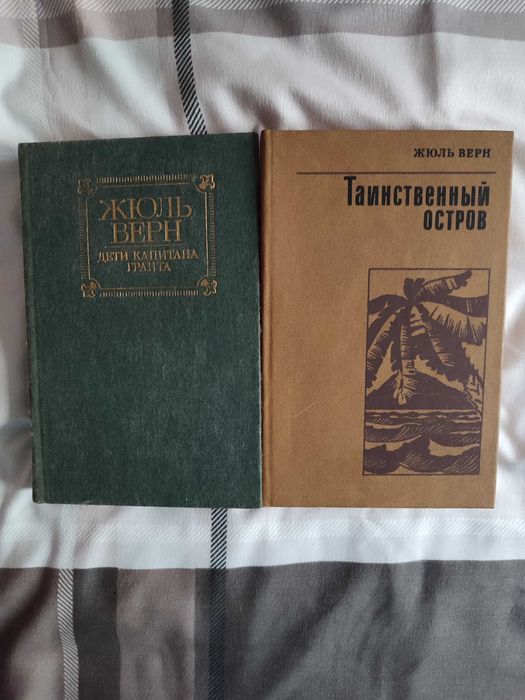 ЖЮЛЬ
ВЕРН
ДЕТИ КАПИТАНА
ГРАНТА
ЖЮЛЬ ВЕРН
Таинственный
остров